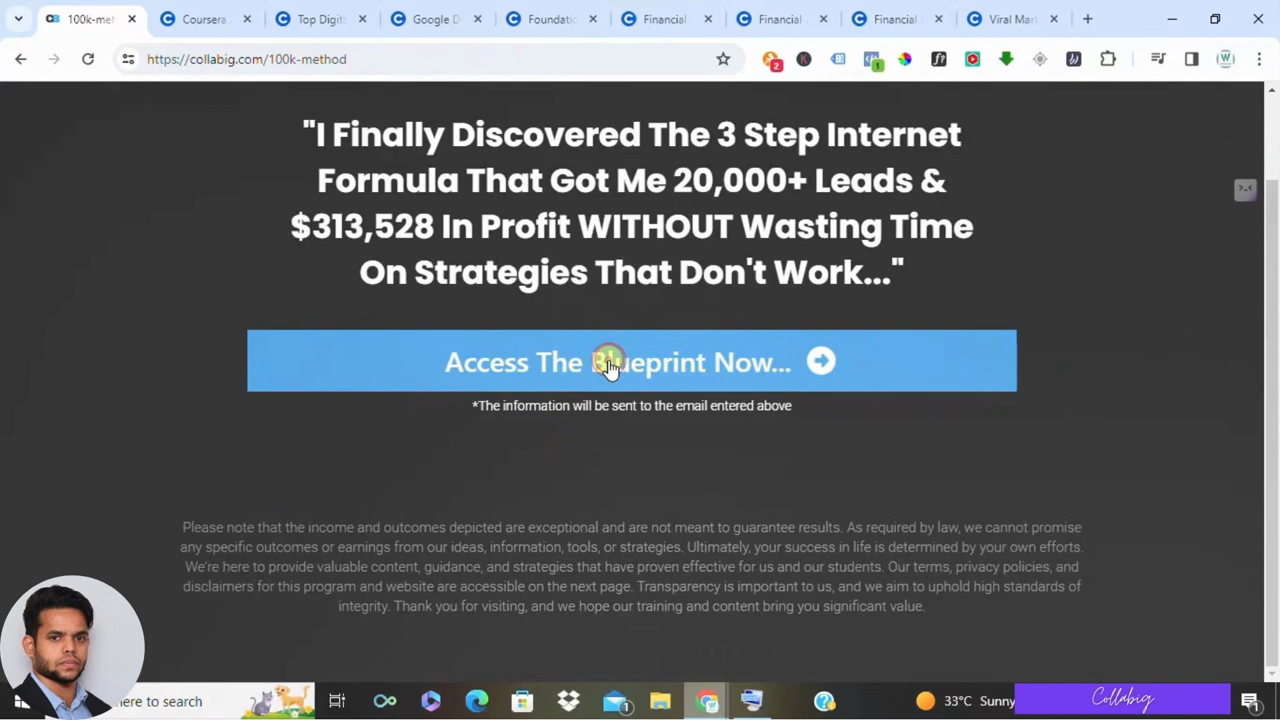 100k-met
Coursera
Top Digit
Google D
Foundatio
Financial
Financial
Financial
Viral Mar
https://collabig.com/100k-method
2
1
"I Finally Discovered The 3 Step Internet
Formula That Got Me 20,000+ Leads &
$313,528 In Profit WITHOUT Wasting Time
On Strategies That Don't Work..."
Access The Blueprint Now...
*The information will be sent to the email entered above
Please note that the income and outcomes depicted are exceptional and are not meant to guarantee results. As required by law, we cannot promise
any specific outcomes or earnings from our ideas, information, tools, or strategies. Ultimately, your success in life is determined by your own efforts.
We're here to provide valuable content, guidance, and strategies that have proven effective for us and our students. Our terms, privacy policies, and
disclaimers for this program and website are accessible on the next page. Transparency is important to us, and we aim to uphold high standards of
integrity. Thank you for visiting, and we hope our training and content bring you significant value.
here to search
1
33°C Sunny
Collabig
1